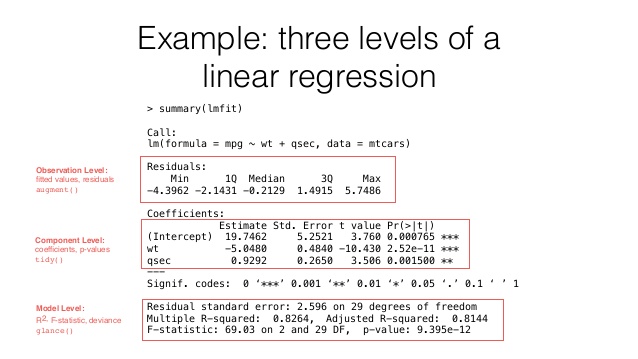 Example: three levels of a
linear regression
> summary(lmfit)
Call:
lm(formula = mpg ~ wt + qsec, data = mtcars)
Observation Level:
fitted values, residuals
augment()
Residuals:
Min 1Q Median 3Q Max
-4.3962 -2.1431 -0.2129 1.4915 5.7486
Component Level:
coefficients, p-values
tidy()
Coefficients:
Estimate Std. Error t value Pr(>|t|)
(Intercept) 19.7462 5.2521 3.760 0.000765 ***
wt -5.0480 0.4840 -10.430 2.52e-11 ***
qsec 0.9292 0.2650 3.506 0.001500 **
---
Signif. codes: 0 ‘***’ 0.001 ‘**’ 0.01 ‘*’ 0.05 ‘.’ 0.1 ‘ ’ 1
Model Level:
R2, F-statistic, deviance
glance()
Residual standard error: 2.596 on 29 degrees of freedom
Multiple R-squared: 0.8264, Adjusted R-squared: 0.8144
F-statistic: 69.03 on 2 and 29 DF, p-value: 9.395e-12